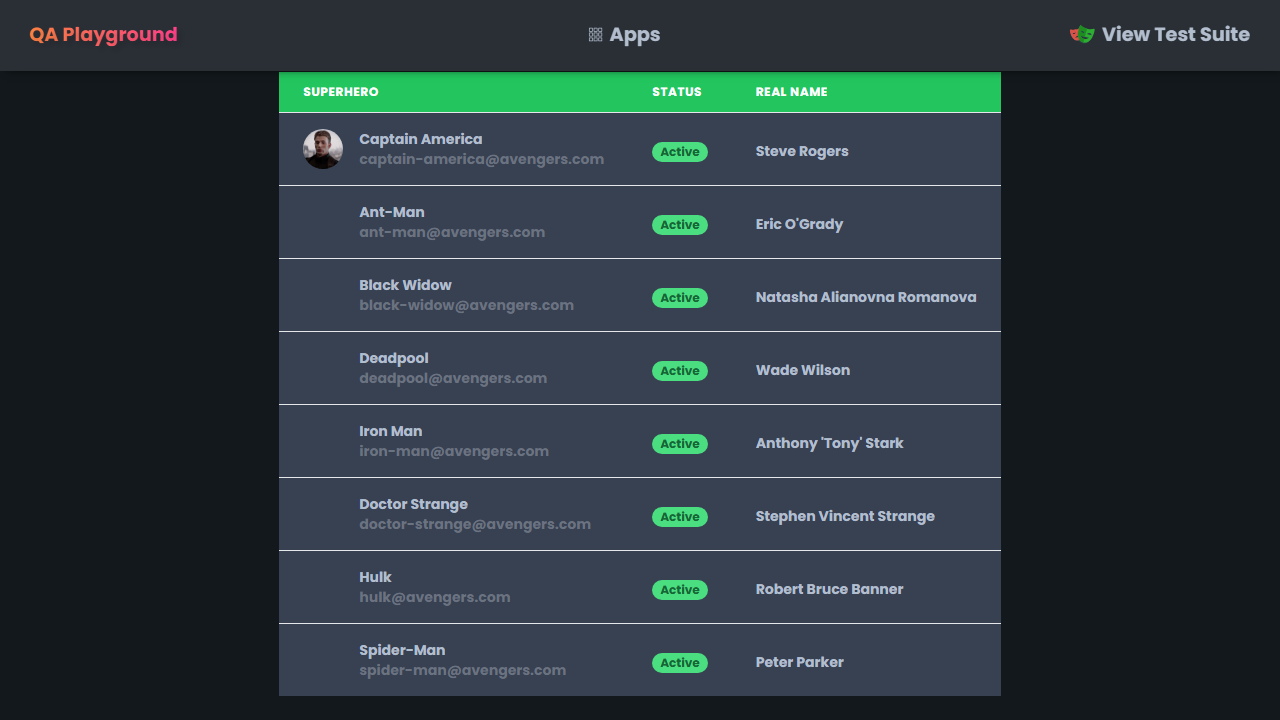 QA Playground
Apps
View Test Suite
SUPERHERO STATUS REAL NAME
Captain America
captain-america@avengers.com
Active
Steve Rogers
Ant-Man
ant-man@avengers.com
Active
Eric O'Grady
Black Widow
black-widow@avengers.com
Active
Natasha Alianovna Romanova
Deadpool
deadpool@avengers.com
Active
Wade Wilson
Iron Man
iron-man@avengers.com
Active
Anthony 'Tony' Stark
Doctor Strange
doctor-strange@avengers.com
Active
Stephen Vincent Strange
Hulk
hulk@avengers.com
Active
Robert Bruce Banner
Spider-Man
spider-man@avengers.com
Active
Peter Parker